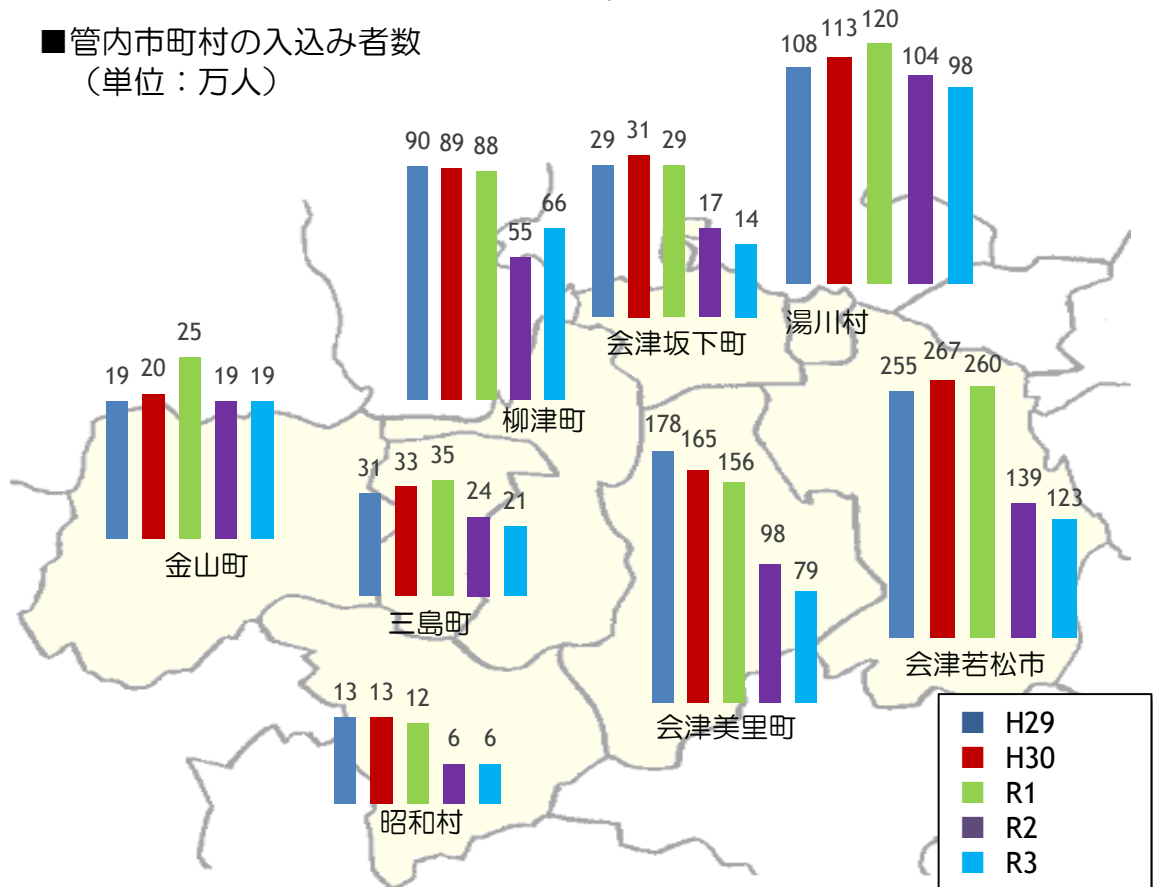 ■管内市町村の入込み者数
（単位：万人）
108 113 120 104 98
湯川村
90 89 88 55 66
柳津町
29 31 29 17 14
会津坂下町
19 20 25 19 19
金山町
31 33 35 24 21
三島町
178 165 156 98 79
会津美里町
255 267 260 139 123
会津若松市
13 13 12 6 6
昭和村
H29
H30
R1
R2
R3